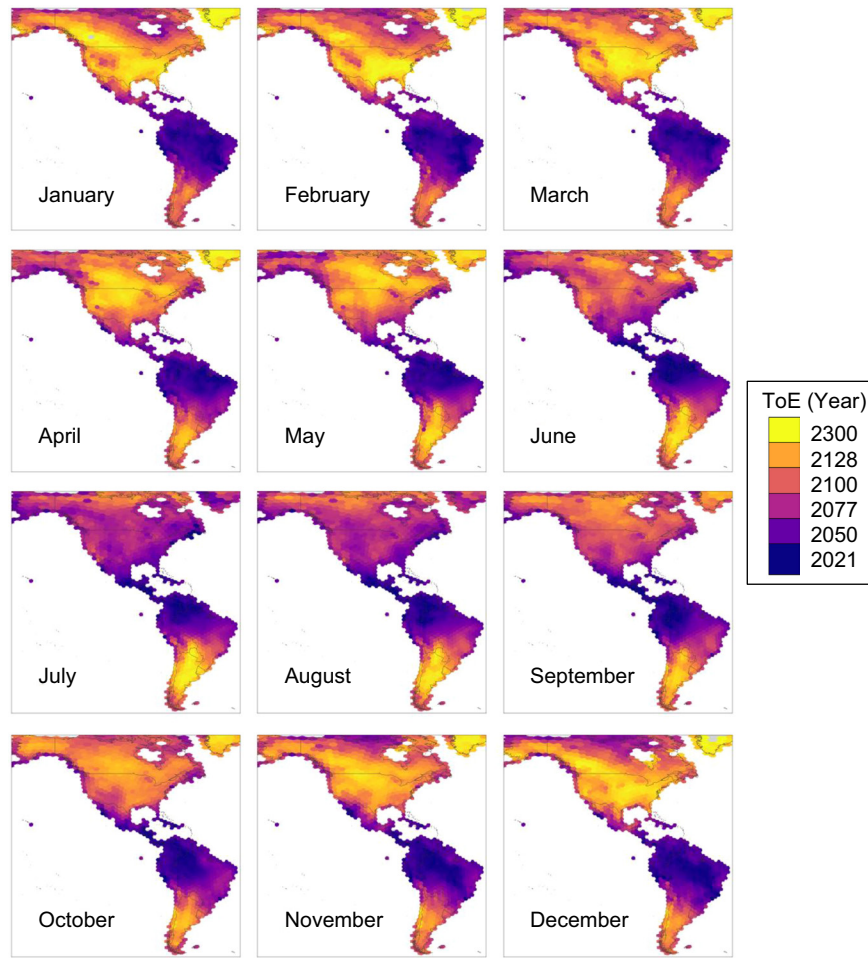 January
February
March
April
May
June
ToE (Year)
2300
2128
2100
2077
2050
2021
July
August
September
October
November
December